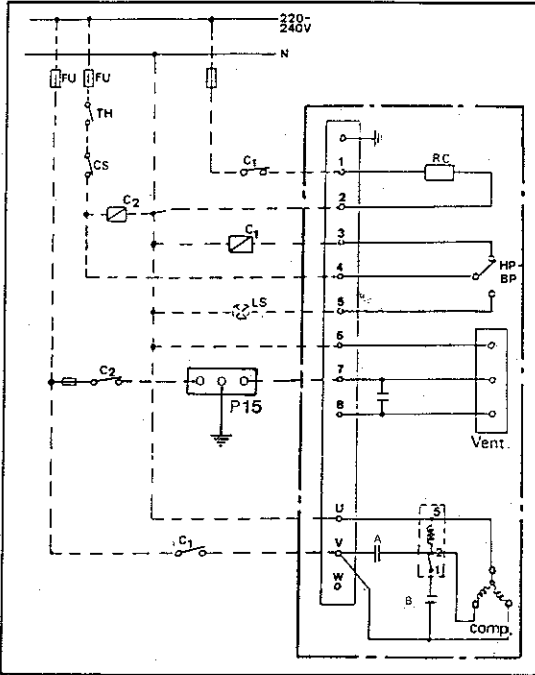 220-
240V
N
FU
FU
TH
CS
C1
C2
C1
LS
C2
P15
C1
1
RC
2
3
4
HP
BP
5
6
7
8
Vent.
U
5
V
A
2
1
W
B
comp.